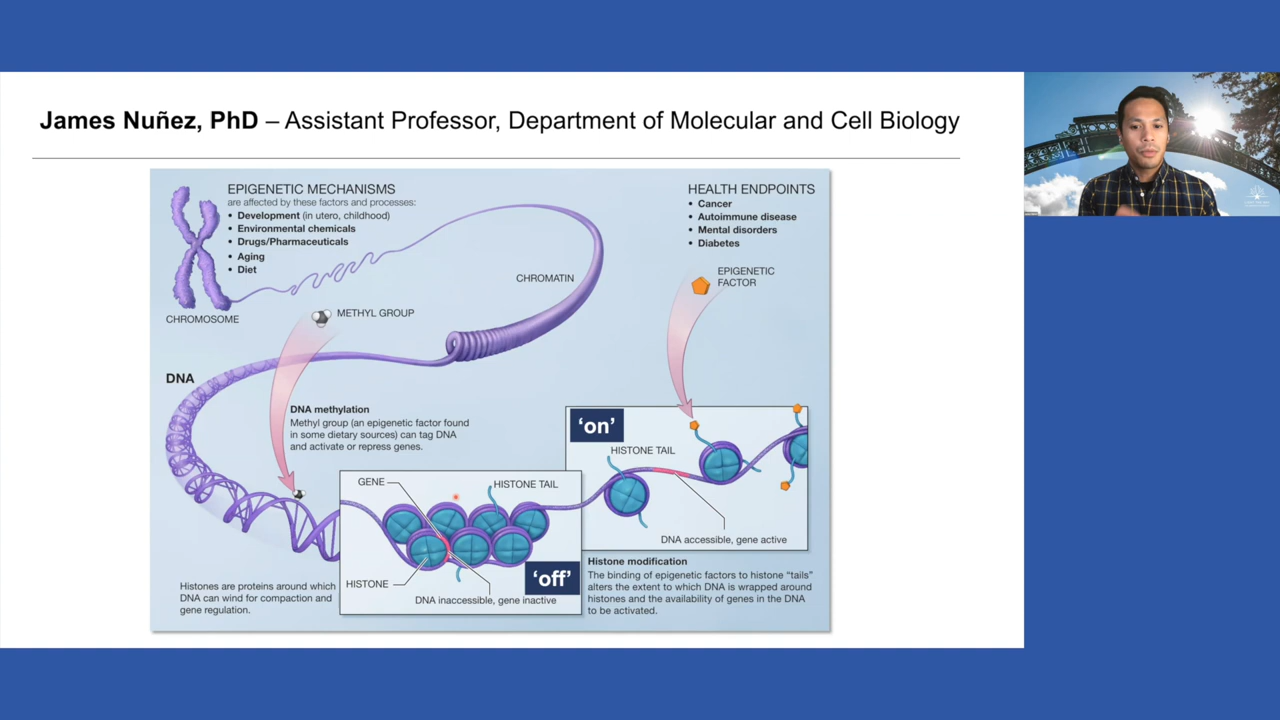 James Nuñez, PhD – Assistant Professor, Department of Molecular and Cell Biology
EPIGENETIC MECHANISMS
are affected by these factors and processes:
• Development (in utero, childhood)
• Environmental chemicals
• Drugs/Pharmaceuticals
• Aging
• Diet
HEALTH ENDPOINTS
• Cancer
• Autoimmune disease
• Mental disorders
• Diabetes
EPIGENETIC
FACTOR
CHROMATIN
CHROMOSOME
METHYL GROUP
DNA
DNA methylation
Methyl group (an epigenetic factor found
in some dietary sources) can tag DNA
and activate or repress genes.
‘on’
HISTONE TAIL
DNA accessible, gene active
GENE
HISTONE TAIL
HISTONE
‘off’
DNA inaccessible, gene inactive
Histones are proteins around which
DNA can wind for compaction and
gene regulation.
Histone modification
The binding of epigenetic factors to histone “tails”
alters the extent to which DNA is wrapped around
histones and the availability of genes in the DNA
to be activated.